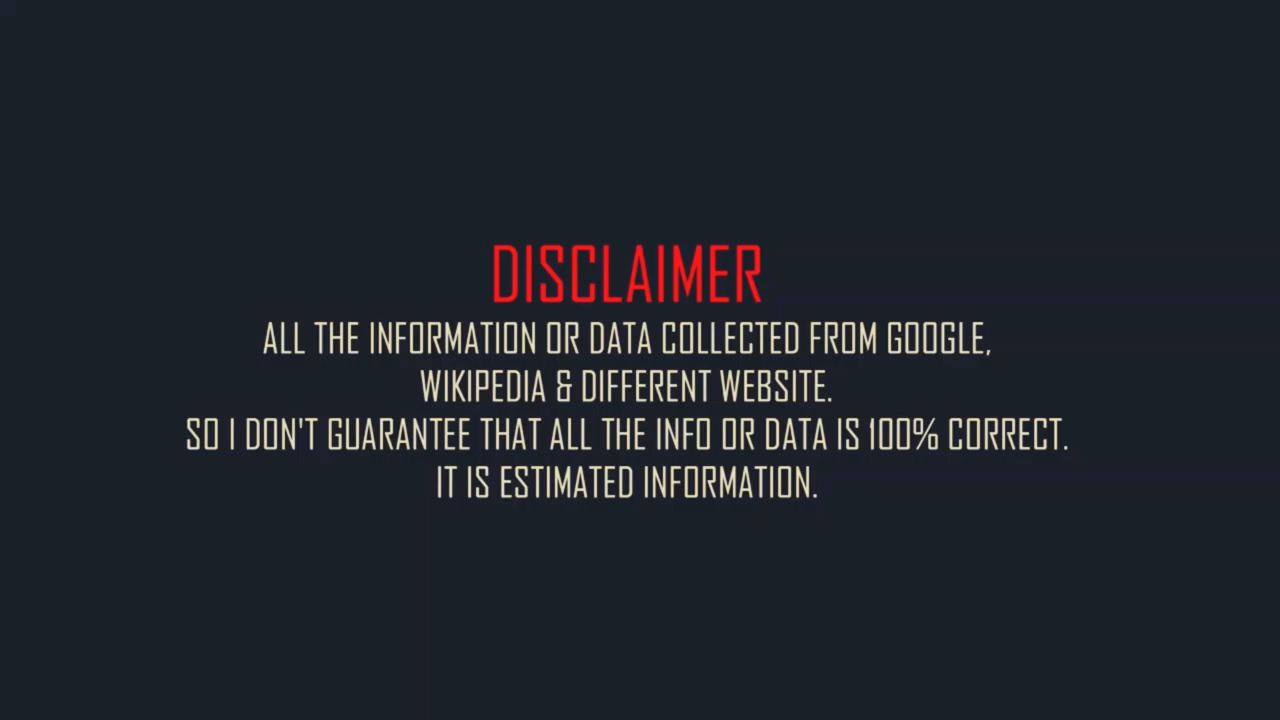 DISCLAIMER
ALL THE INFORMATION OR DATA COLLECTED FROM GOOGLE,
WIKIPEDIA & DIFFERENT WEBSITE.
SO I DON'T GUARANTEE THAT ALL THE INFO OR DATA IS 100% CORRECT.
IT IS ESTIMATED INFORMATION.